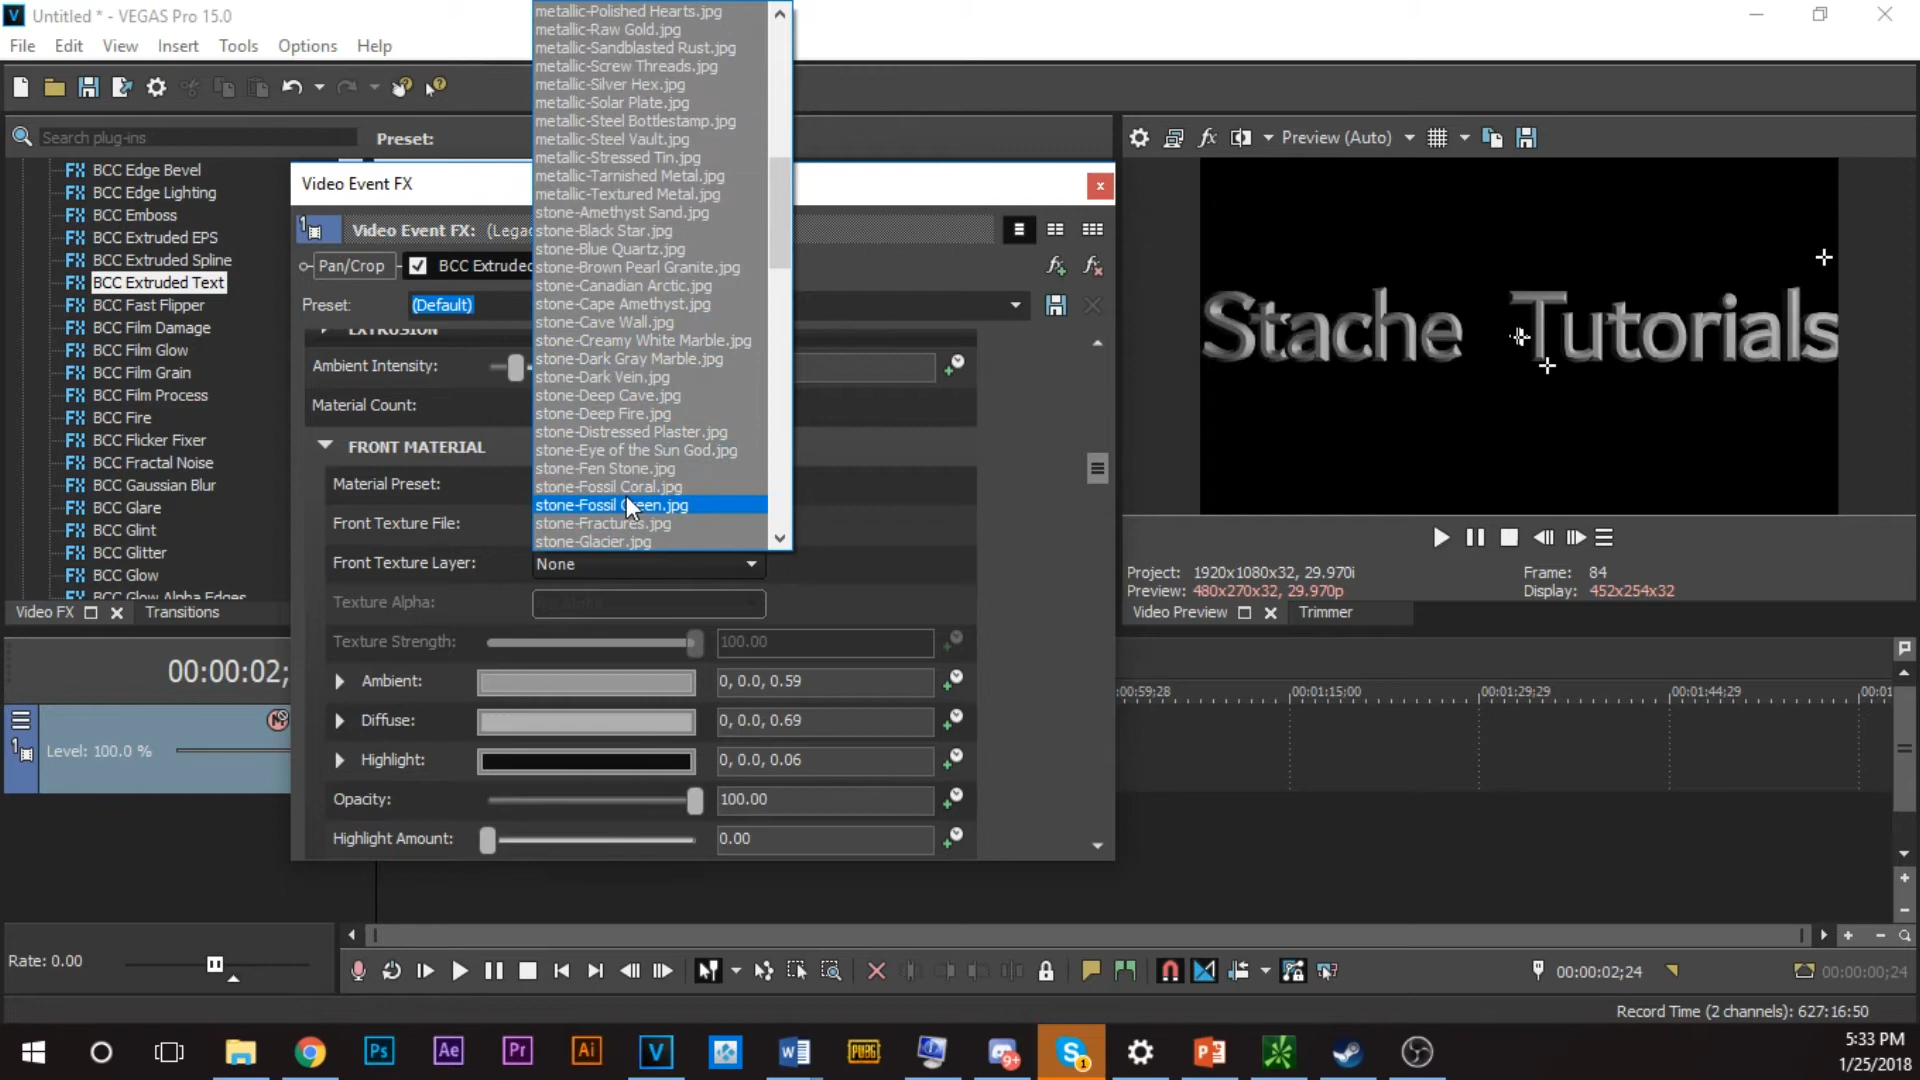 Untitled * - VEGAS Pro 15.0
File Edit View Insert Tools Options Help
Search plug-ins
Preset:
BCC Edge Bevel
BCC Edge Lighting
BCC Emboss
BCC Extruded EPS
BCC Extruded Spline
BCC Extruded Text
BCC Fast Flipper
BCC Film Damage
BCC Film Glow
BCC Film Grain
BCC Film Process
BCC Fire
BCC Flicker Fixer
BCC Fractal Noise
BCC Gaussian Blur
BCC Glare
BCC Glint
BCC Glitter
BCC Glow
BCC Glow Alpha Edges
Video FX
Transitions
Video Event FX
Video Event FX:
Pan/Crop
Preset:
(Default)
EXTRUSION
Ambient Intensity:
Material Count:
FRONT MATERIAL
Material Preset:
Front Texture File:
Front Texture Layer:
None
Texture Alpha:
Texture Strength:
100.00
Ambient:
0, 0.0, 0.59
Diffuse:
0, 0.0, 0.69
Highlight:
0, 0.0, 0.06
Opacity:
100.00
Highlight Amount:
0.00
metallic-Polished Hearts.jpg
metallic-Raw Gold.jpg
metallic-Sandblasted Rust.jpg
metallic-Screw Threads.jpg
metallic-Silver Hex.jpg
metallic-Solar Plate.jpg
metallic-Steel Bottlestamp.jpg
metallic-Steel Vault.jpg
metallic-Stressed Tin.jpg
metallic-Tarnished Metal.jpg
metallic-Textured Metal.jpg
stone-Amethyst Sand.jpg
stone-Black Star.jpg
stone-Blue Quartz.jpg
stone-Brown Pearl Granite.jpg
stone-Canadian Arctic.jpg
stone-Cape Amethyst.jpg
stone-Cave Wall.jpg
stone-Creamy White Marble.jpg
stone-Dark Gray Marble.jpg
stone-Dark Vein.jpg
stone-Deep Cave.jpg
stone-Deep Fire.jpg
stone-Distressed Plaster.jpg
stone-Eye of the Sun God.jpg
stone-Fen Stone.jpg
stone-Fossil Coral.jpg
stone-Fossil Green.jpg
stone-Fractures.jpg
stone-Glacier.jpg
Preview (Auto)
Stache Tutorials
Project: 1920x1080x32, 29.970i
Preview: 480x270x32, 29.970p
Frame: 84
Display: 452x254x32
Video Preview
Trimmer
00:00:02;
Level: 100.0 %
:00:59;28
00:01:15;00
00:01:29;29
00:01:44;29
00:01
Rate: 0.00
00:00:02;24
00:00:00;24
Record Time (2 channels): 627:16:50
Ps
Ae
Pr
Ai
V
PUBG
9+
1
5:33 PM
1/25/2018